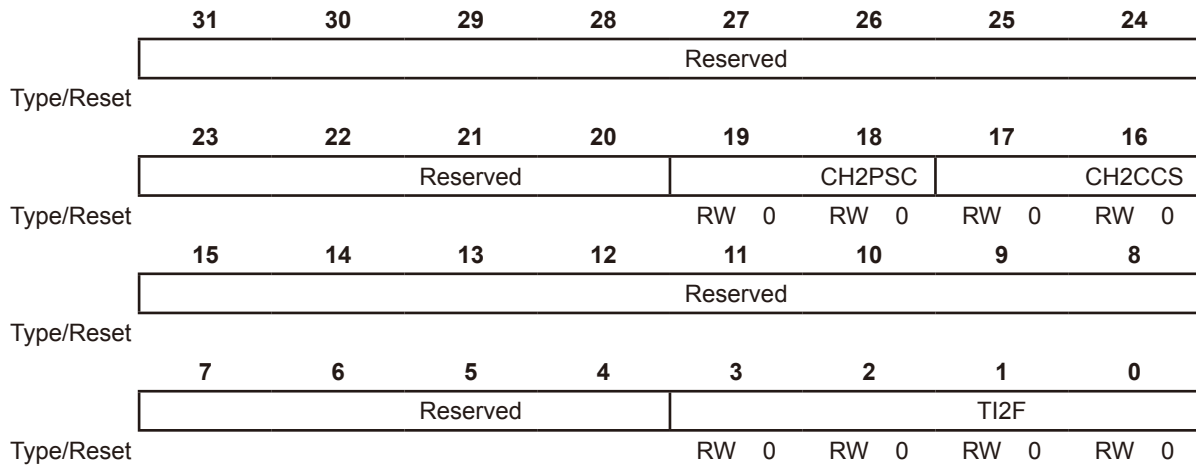 31 30 29 28 27 26 25 24
Reserved
Type/Reset
23 22 21 20 19 18 17 16
Reserved CH2PSC CH2CCS
Type/Reset RW 0 RW 0 RW 0 RW 0
15 14 13 12 11 10 9 8
Reserved
Type/Reset
7 6 5 4 3 2 1 0
Reserved TI2F
Type/Reset RW 0 RW 0 RW 0 RW 0